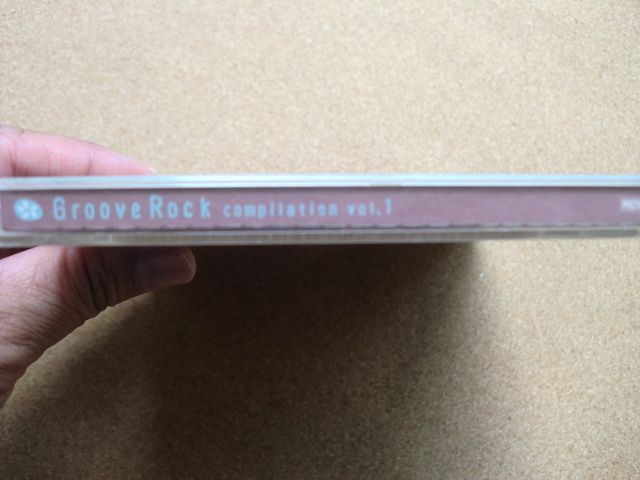 Groove Rock compilation vol.1